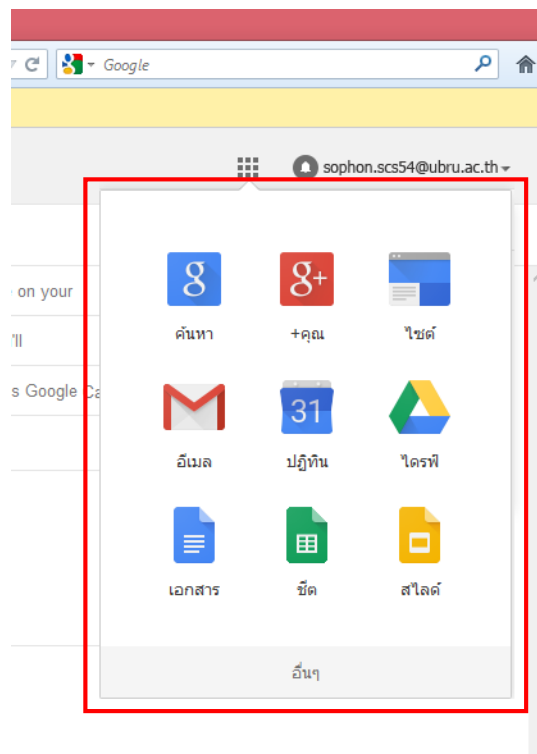 Google
sophon.scs54@ubru.ac.th
on your
'll
s Google Ca
g g+
ค้นหา +คุณ ไซต์
31
อีเมล ปฏิทิน ไดรฟ์
เอกสาร ชีต สไลด์
อื่นๆ